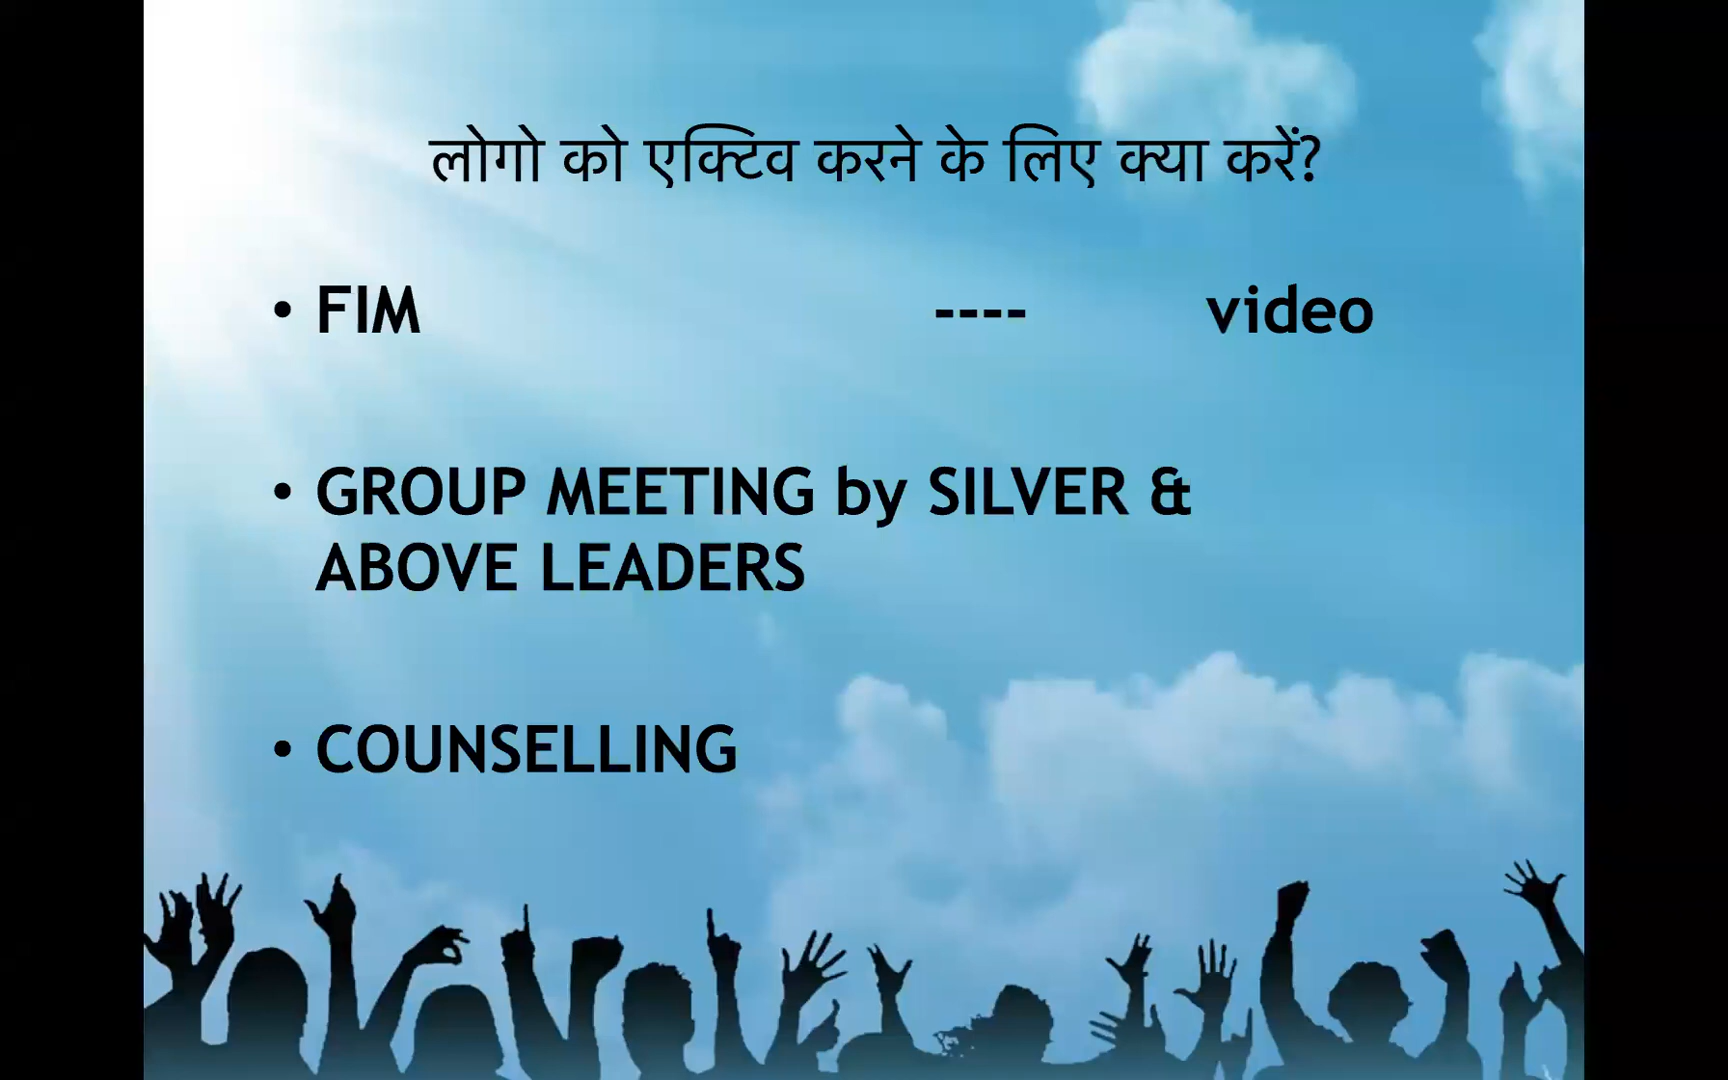 लोगो को एक्टिव करने के लिए क्या करें?
• FIM ---- video
• GROUP MEETING by SILVER &
ABOVE LEADERS
• COUNSELLING